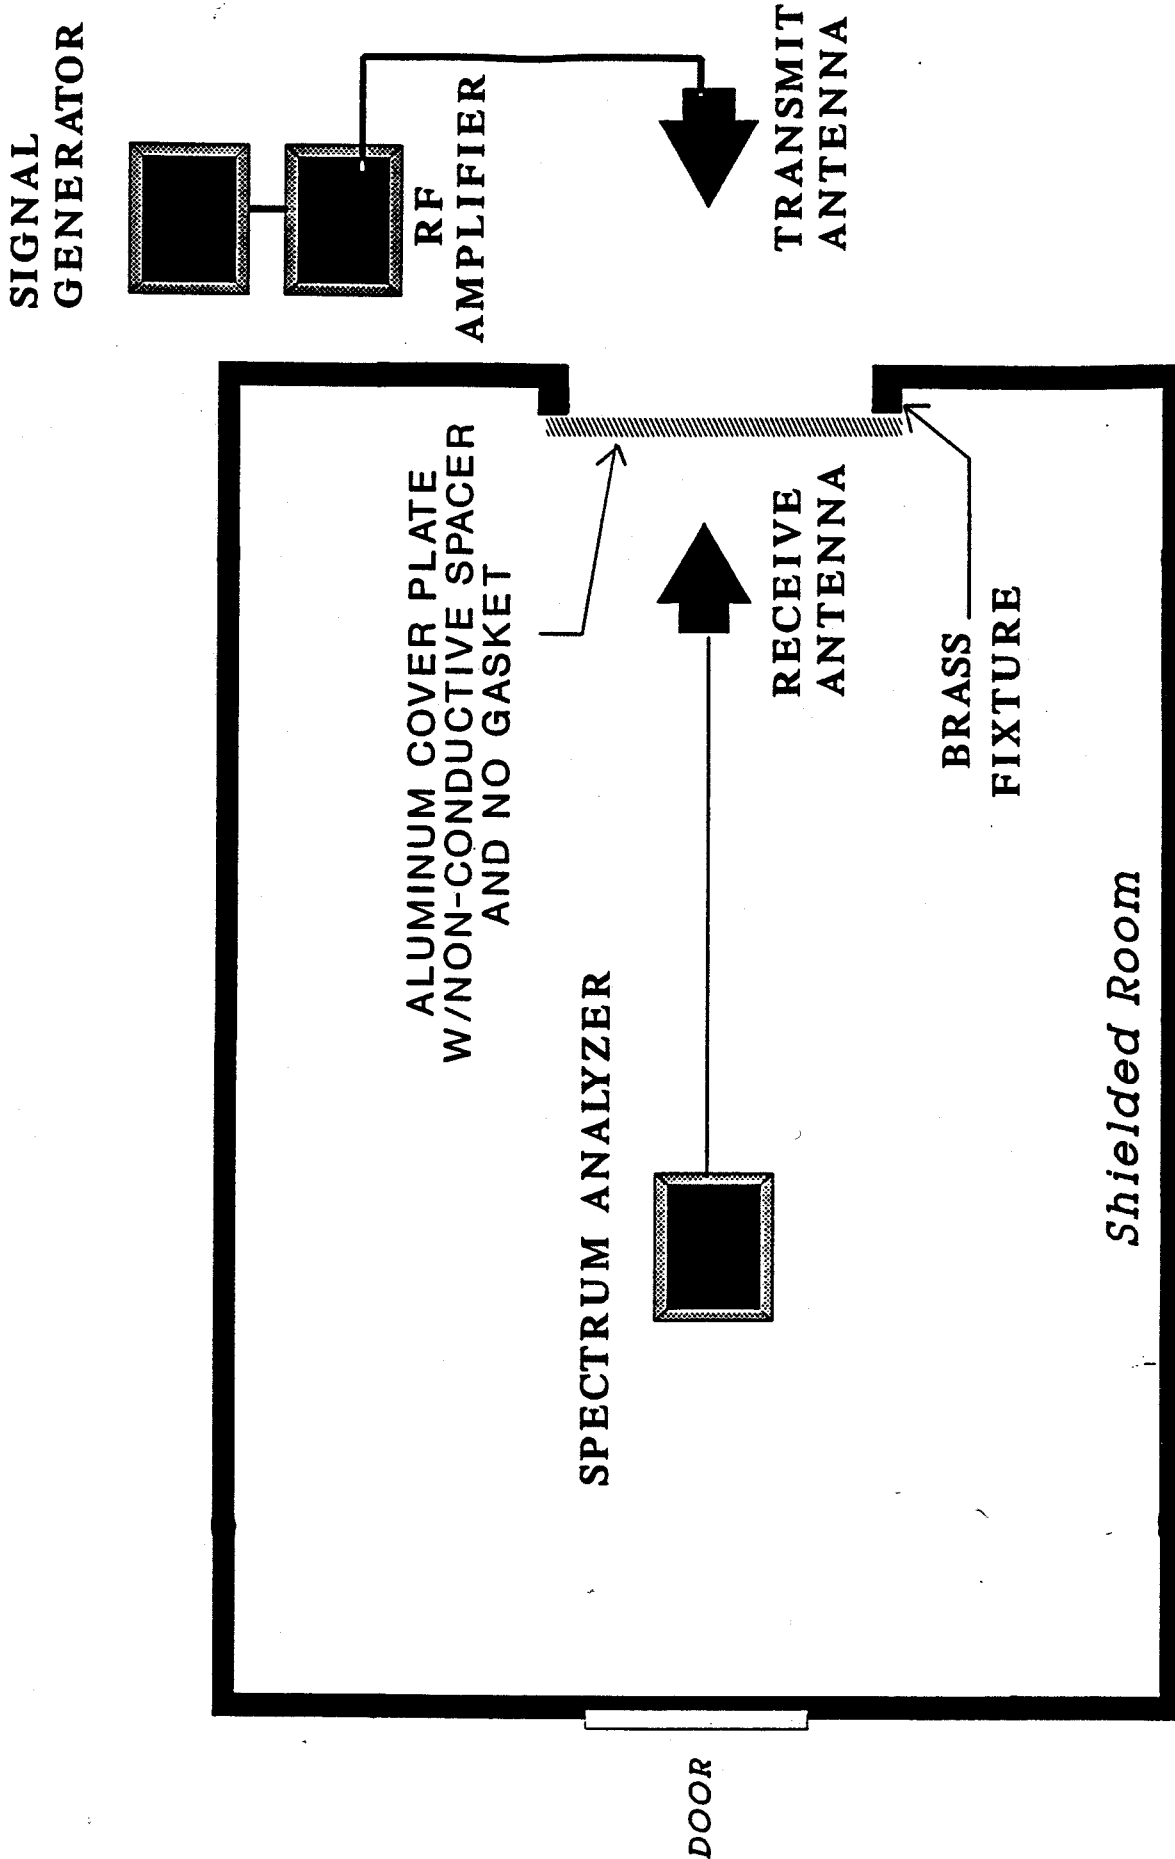 SIGNAL
GENERATOR
RF
AMPLIFIER
TRANSMIT
ANTENNA
ALUMINUM COVER PLATE
W/NON-CONDUCTIVE SPACER
AND NO GASKET
RECEIVE
ANTENNA
BRASS
FIXTURE
SPECTRUM ANALYZER
Shielded Room
DOOR